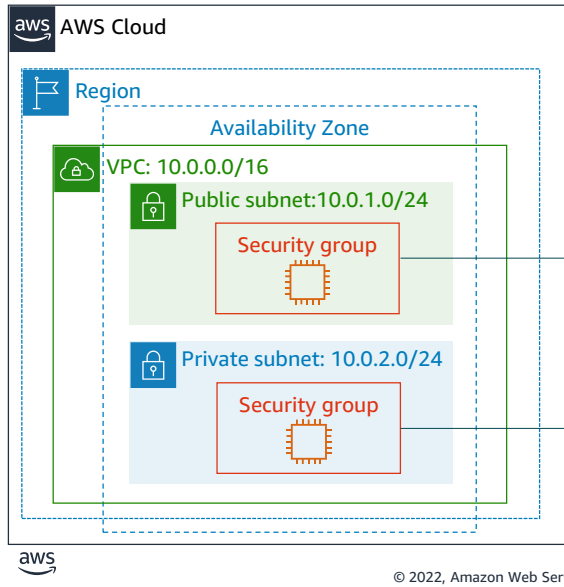 aws AWS Cloud
Region
Availability Zone
VPC: 10.0.0.0/16
Public subnet:10.0.1.0/24
Security group
Private subnet: 10.0.2.0/24
Security group
aws
© 2022, Amazon Web Ser